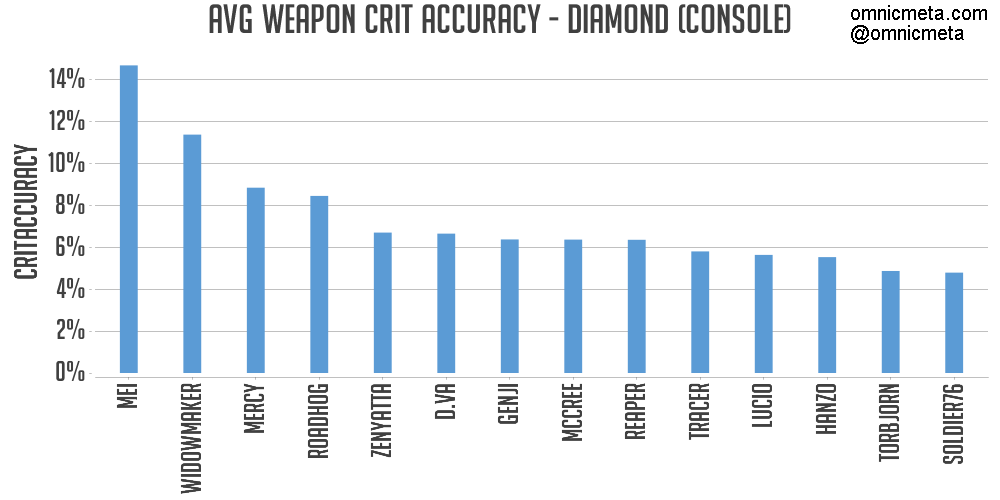 AVG WEAPON CRIT ACCURACY - DIAMOND (CONSOLE)
omnicmeta.com
@omnicmeta
CRITACCURACY
14%
12%
10%
8%
6%
4%
2%
0%
MEI
WIDOWMAKER
MERCY
ROADHOG
ZENYATTA
D.VA
GENJI
MCCREE
REAPER
TRACER
LUCIO
HANZO
TORBJORN
SOLDIER76